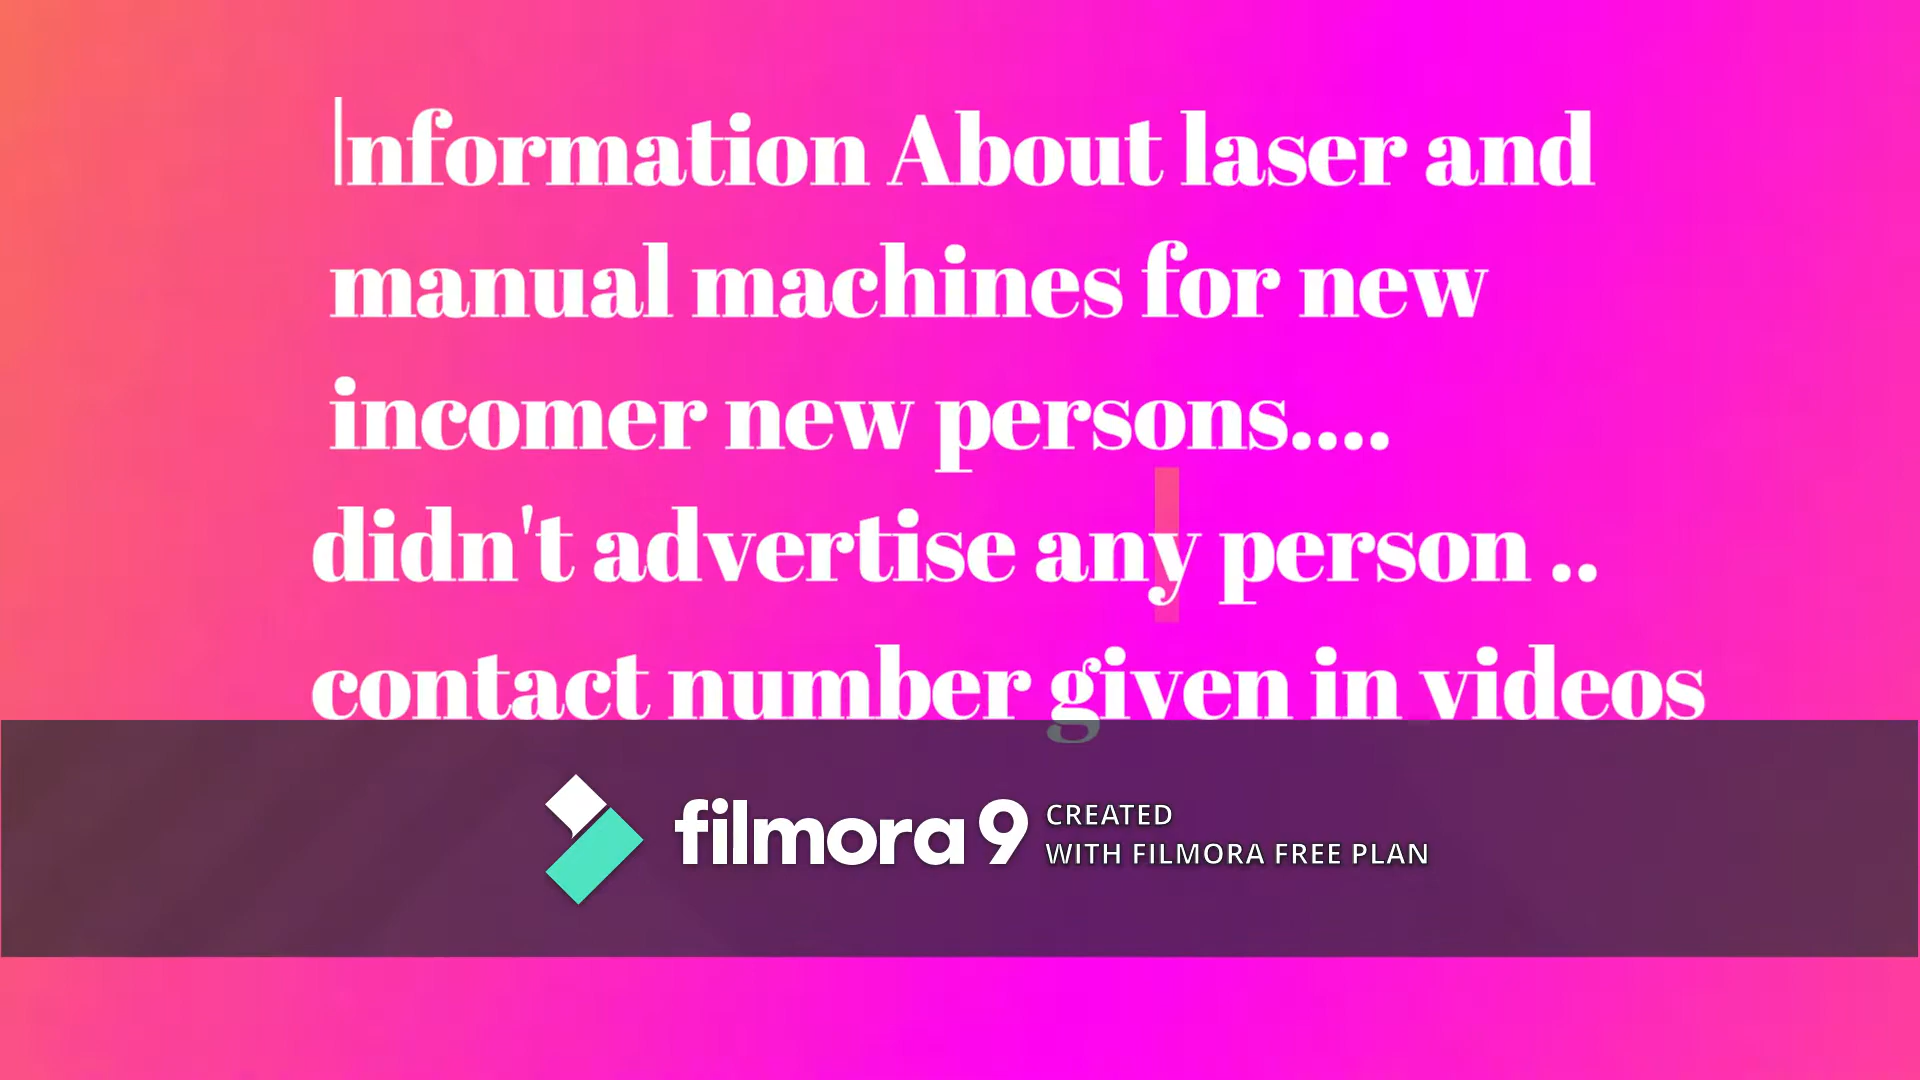 Information About laser and
manual machines for new
incomer new persons....
didn't advertise any person ..
contact number given in videos
filmora 9
CREATED
WITH FILMORA FREE PLAN